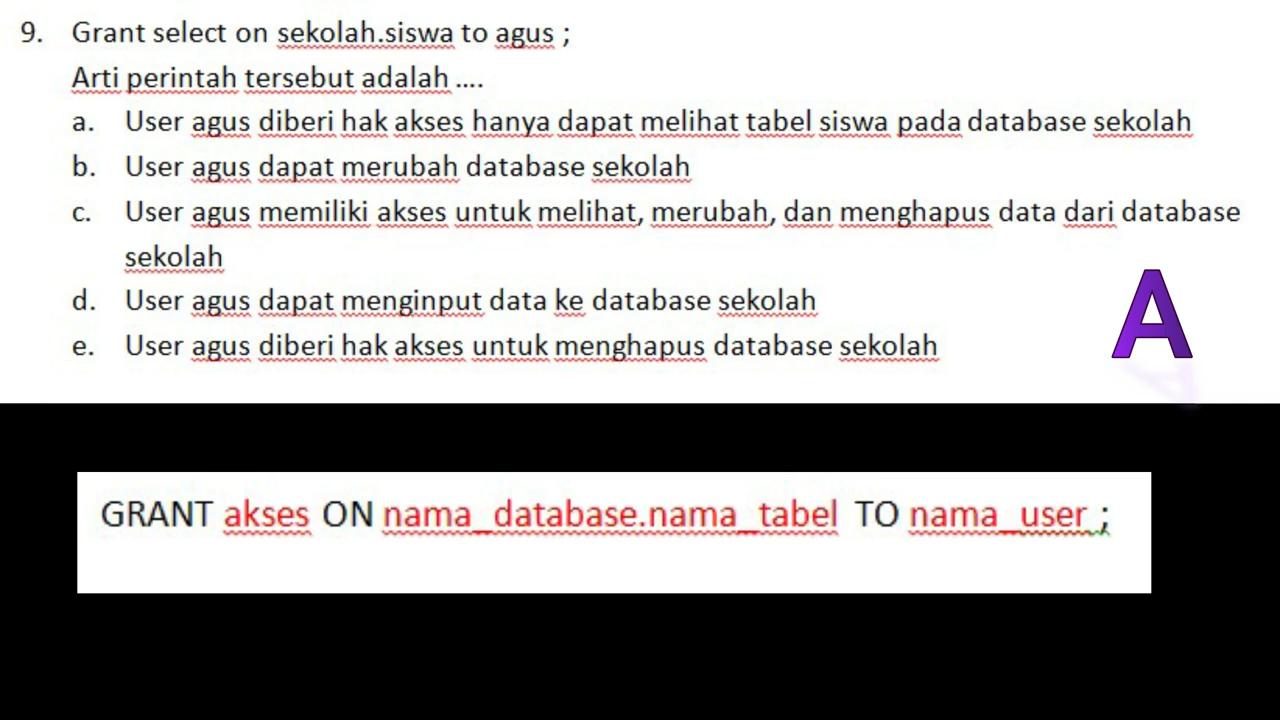 9. Grant select on sekolah.siswa to agus ;
Arti perintah tersebut adalah ....
a. User agus diberi hak akses hanya dapat melihat tabel siswa pada database sekolah
b. User agus dapat merubah database sekolah
c. User agus memiliki akses untuk melihat, merubah, dan menghapus data dari database
sekolah
d. User agus dapat menginput data ke database sekolah
e. User agus diberi hak akses untuk menghapus database sekolah
A
GRANT akses ON nama_database.nama_tabel TO nama_user ;